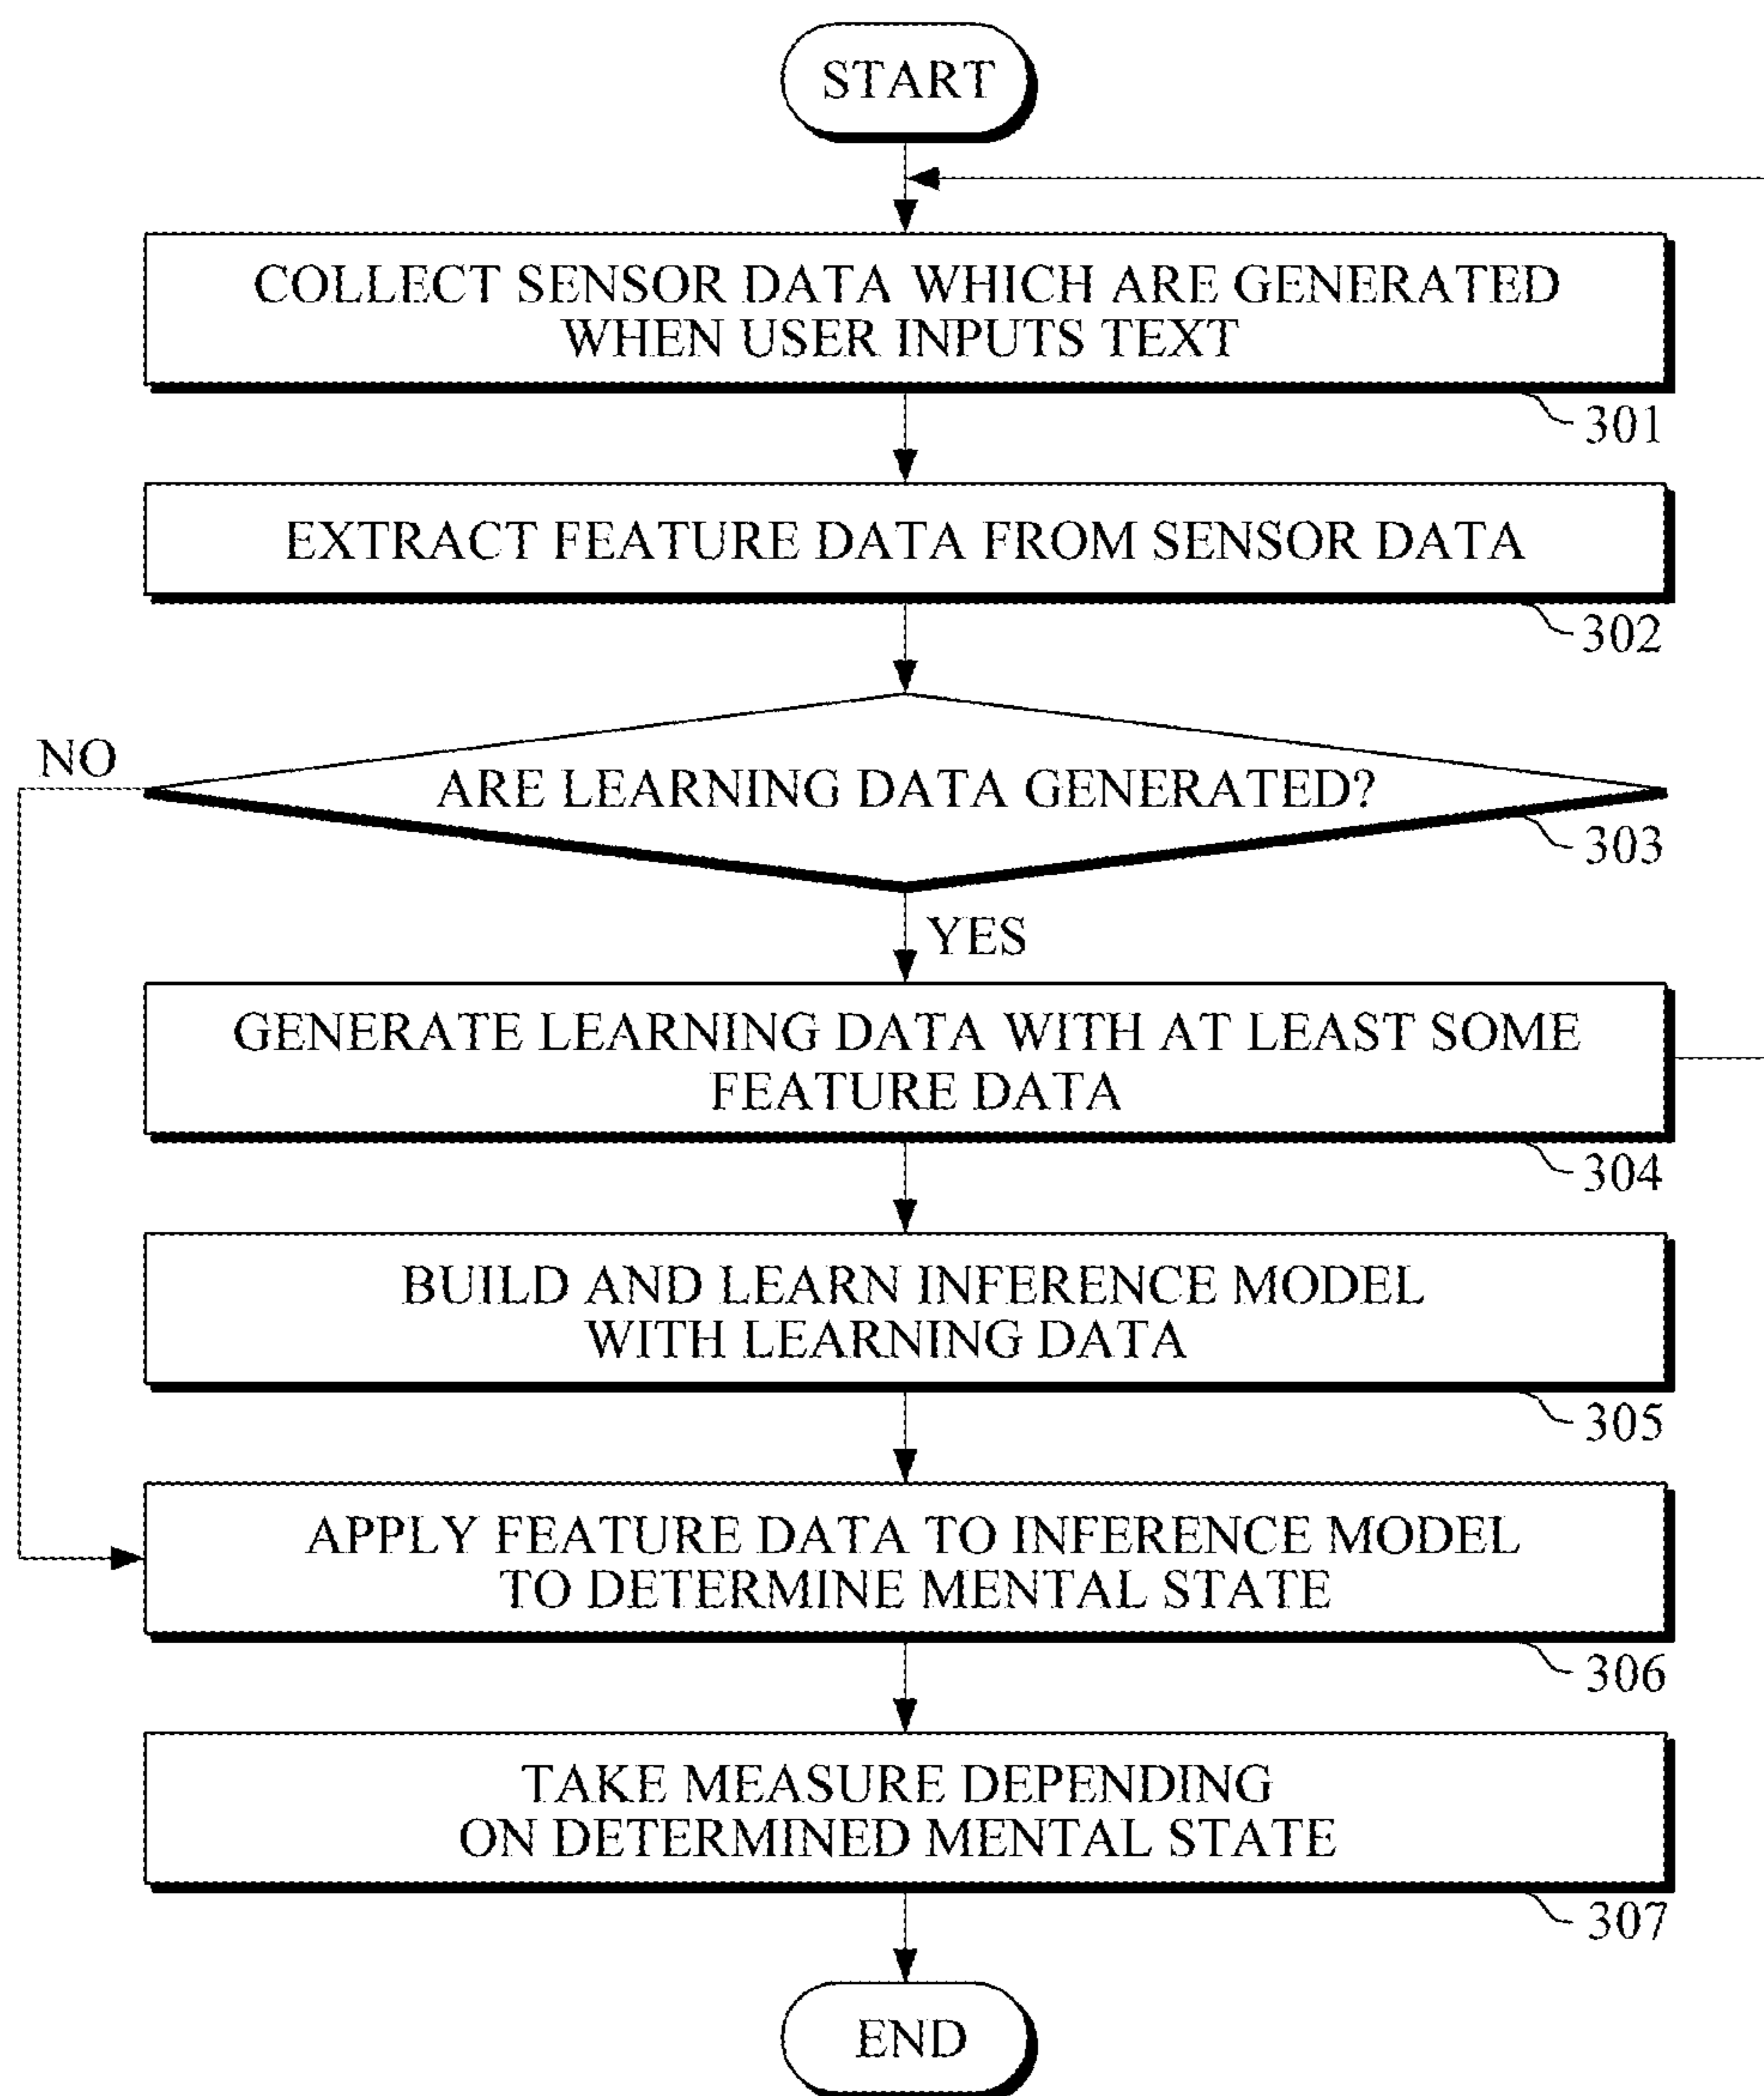 START
COLLECT SENSOR DATA WHICH ARE GENERATED
WHEN USER INPUTS TEXT
301
EXTRACT FEATURE DATA FROM SENSOR DATA
302
NO
ARE LEARNING DATA GENERATED?
303
YES
GENERATE LEARNING DATA WITH AT LEAST SOME
FEATURE DATA
304
BUILD AND LEARN INFERENCE MODEL
WITH LEARNING DATA
305
APPLY FEATURE DATA TO INFERENCE MODEL
TO DETERMINE MENTAL STATE
306
TAKE MEASURE DEPENDING
ON DETERMINED MENTAL STATE
307
END